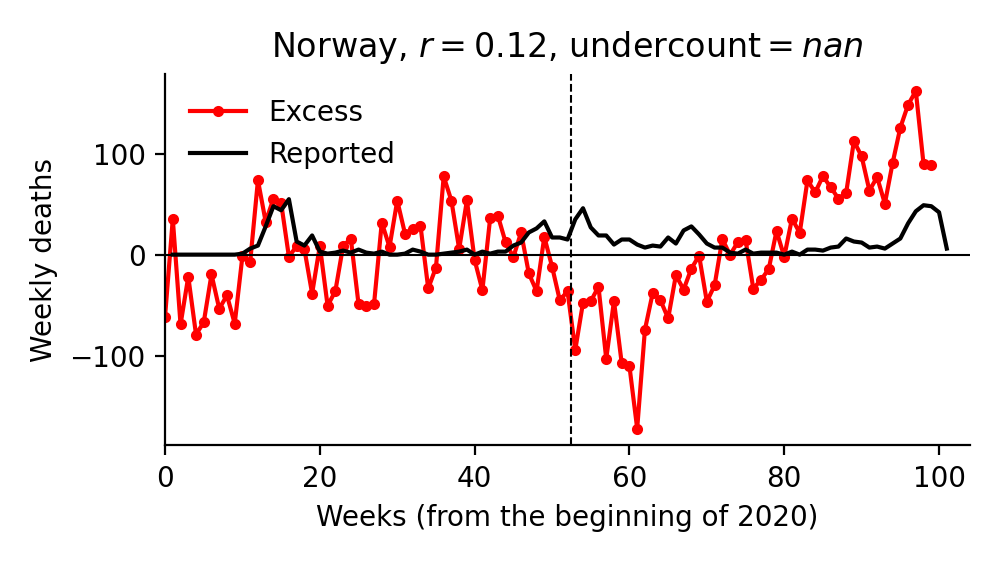 Norway, r = 0.12, undercount = nan
Excess
Reported
Weekly deaths
100
0
−100
0 20 40 60 80 100
Weeks (from the beginning of 2020)